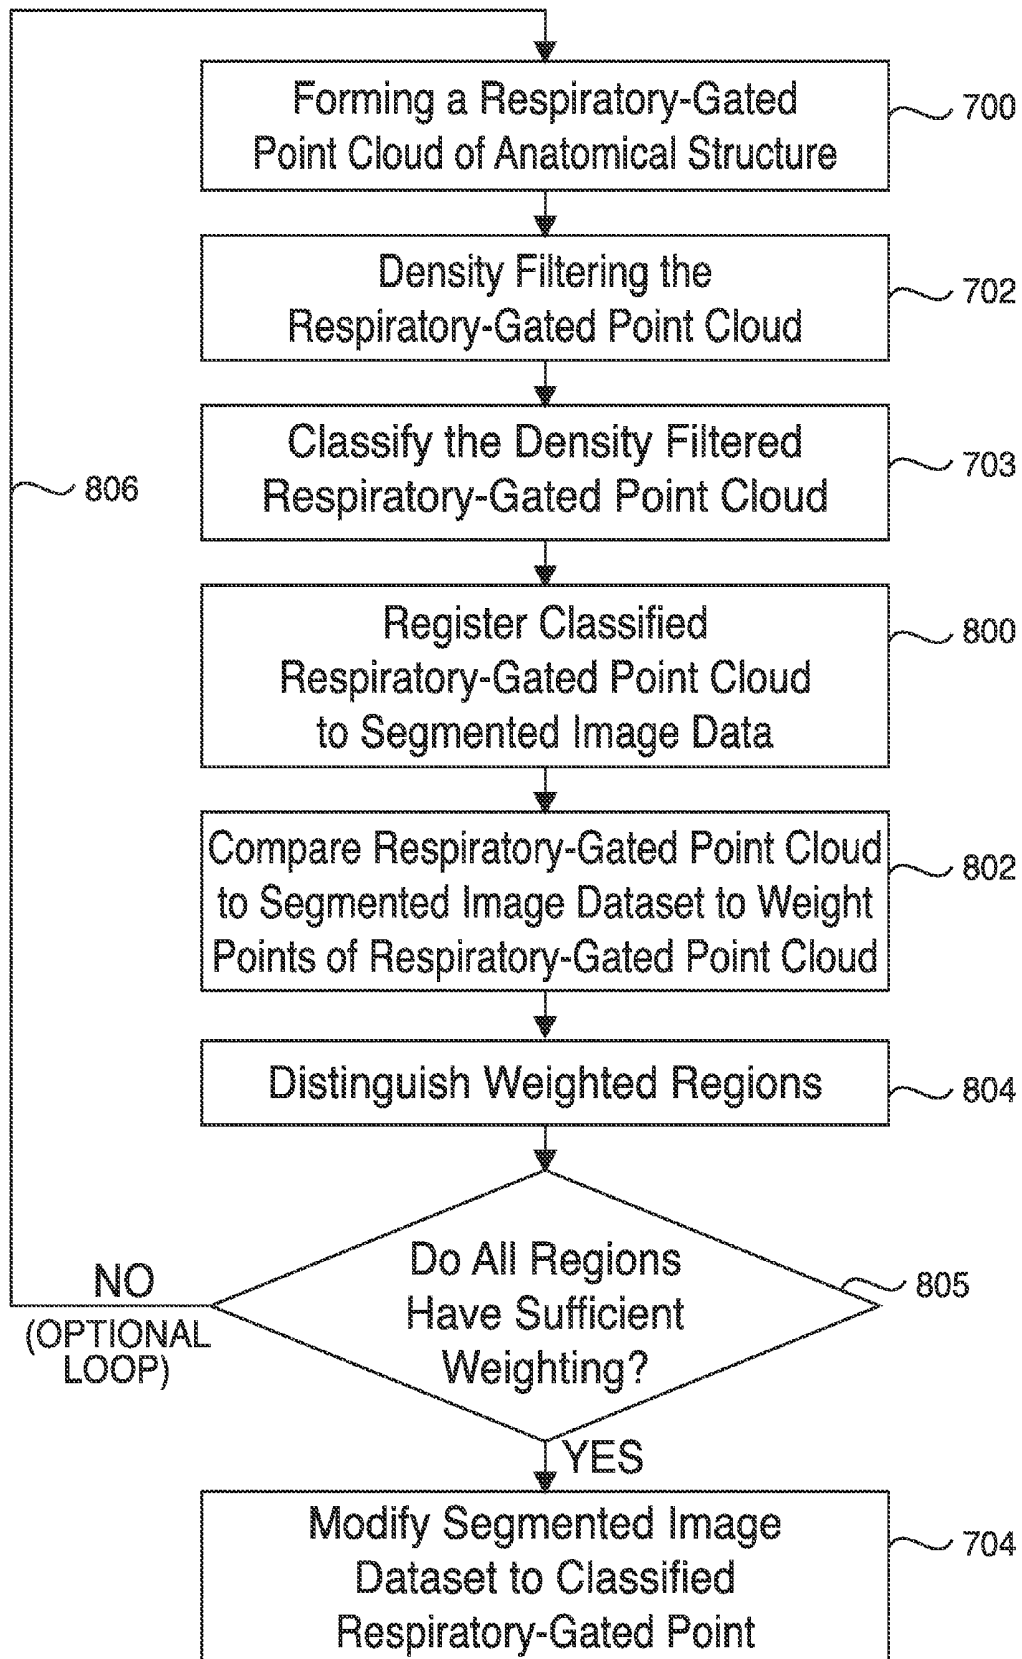 Forming a Respiratory-Gated
Point Cloud of Anatomical Structure
700
Density Filtering the
Respiratory-Gated Point Cloud
702
Classify the Density Filtered
Respiratory-Gated Point Cloud
703
806
Register Classified
Respiratory-Gated Point Cloud
to Segmented Image Data
800
Compare Respiratory-Gated Point Cloud
to Segmented Image Dataset to Weight
Points of Respiratory-Gated Point Cloud
802
Distinguish Weighted Regions
804
Do All Regions
Have Sufficient
Weighting?
805
NO
(OPTIONAL
LOOP)
YES
Modify Segmented Image
Dataset to Classified
Respiratory-Gated Point
704